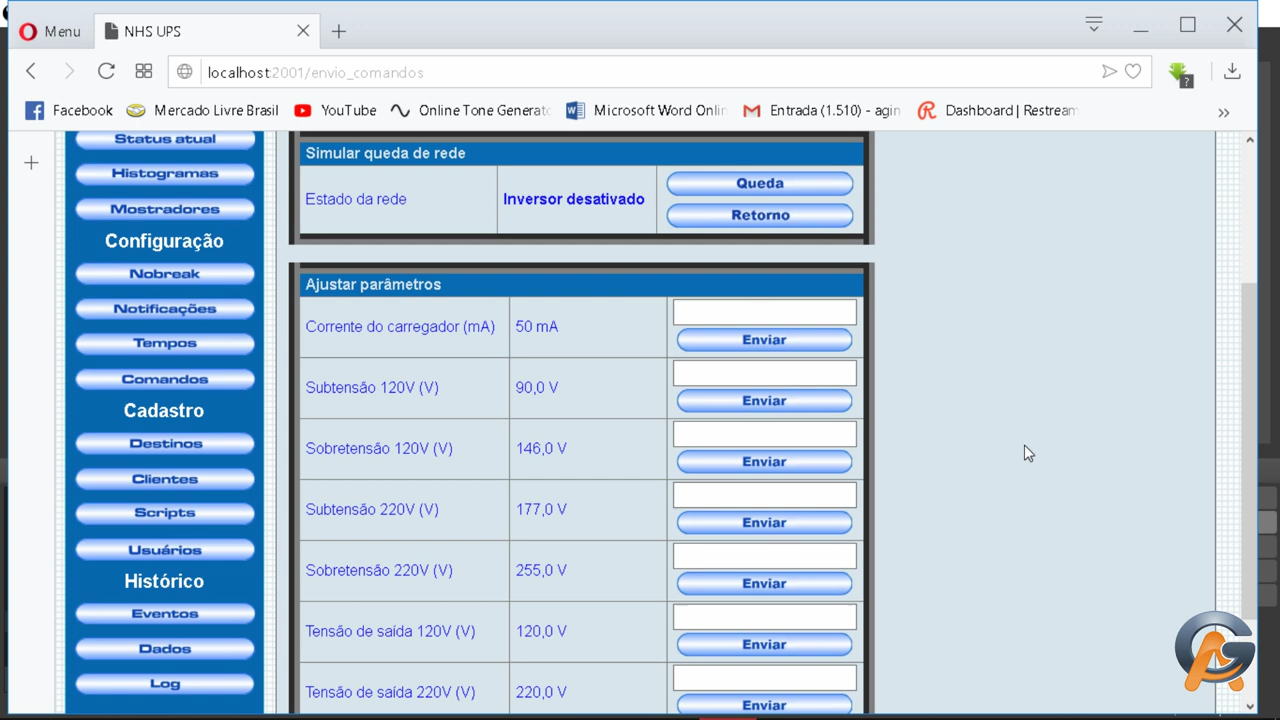 Menu
NHS UPS
localhost:2001/envio_comandos
Facebook
Mercado Livre Brasil
YouTube
Online Tone Generato
Microsoft Word Onlin
Entrada (1.510) - agin
Dashboard | Restream
Status atual
Histogramas
Mostradores
Configuração
Nobreak
Notificações
Tempos
Comandos
Cadastro
Destinos
Clientes
Scripts
Usuários
Histórico
Eventos
Dados
Log
Simular queda de rede
Estado da rede
Inversor desativado
Queda
Retorno
Ajustar parâmetros
Corrente do carregador (mA) 50 mA
Enviar
Subtensão 120V (V) 90,0 V
Enviar
Sobretensão 120V (V) 146,0 V
Enviar
Subtensão 220V (V) 177,0 V
Enviar
Sobretensão 220V (V) 255,0 V
Enviar
Tensão de saída 120V (V) 120,0 V
Enviar
Tensão de saída 220V (V) 220,0 V
Enviar